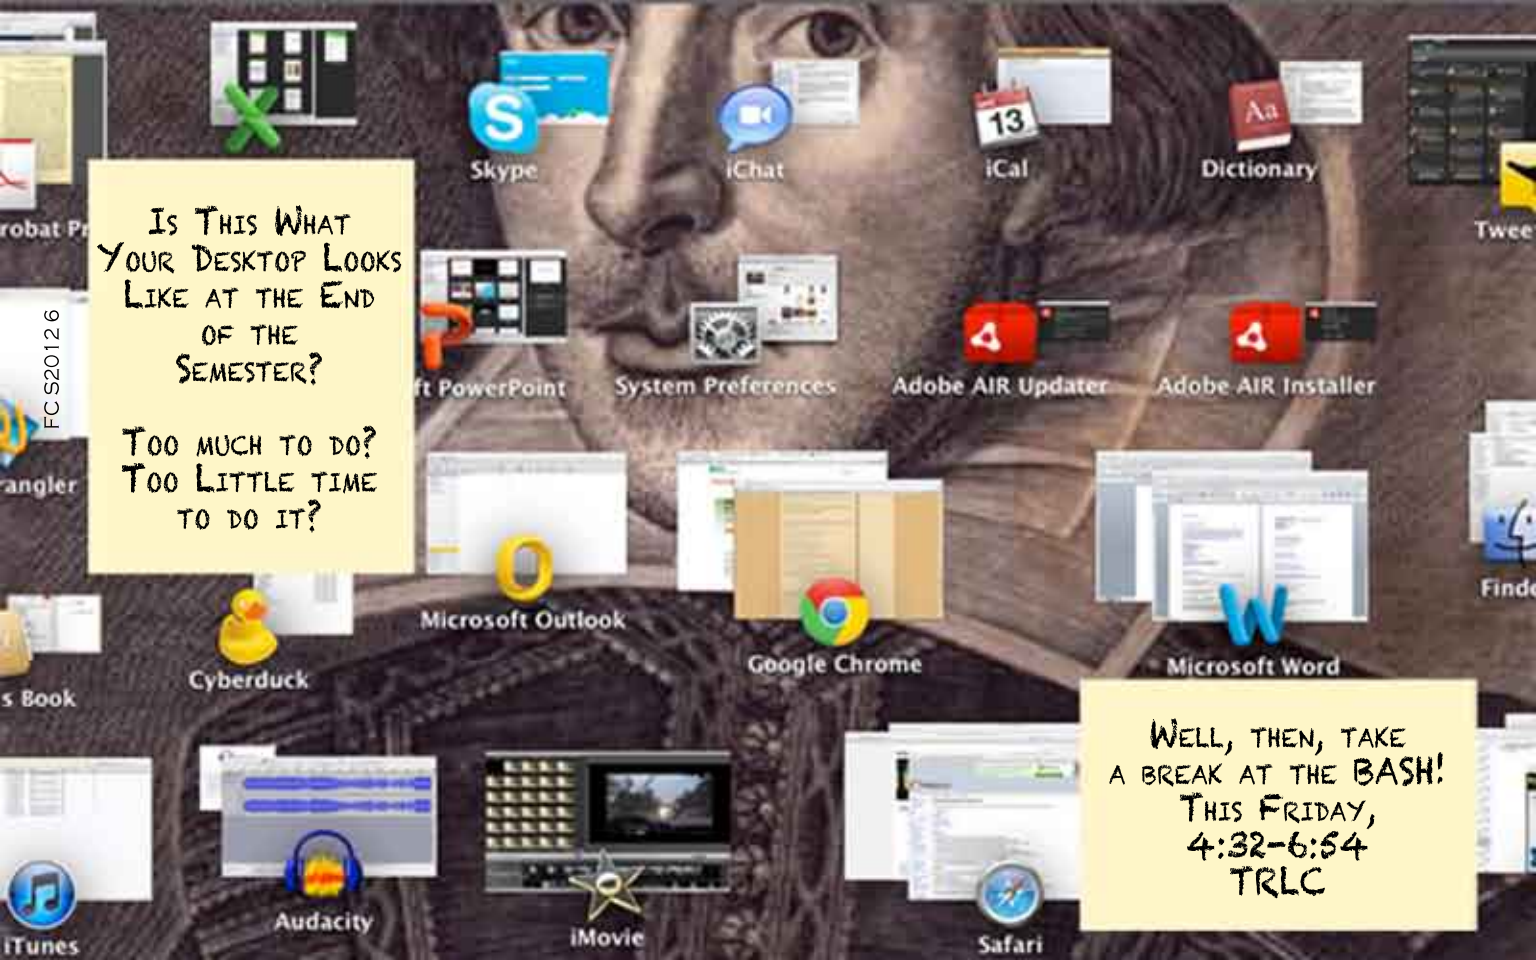 Skype
iChat
13
iCal
Aa
Dictionary
robat Pr
Twee
Is This What
Your Desktop Looks
Like at the End
of the
Semester?
Too much to do?
Too Little time
to do it?
FCS20126
ft PowerPoint
System Preferences
Adobe AIR Updater
Adobe AIR Installer
rangler
Microsoft Outlook
Google Chrome
Microsoft Word
Finde
s Book
Cyberduck
Well, then, take
a break at the BASH!
This Friday,
4:32-6:54
TRLC
iTunes
Audacity
iMovie
Safari